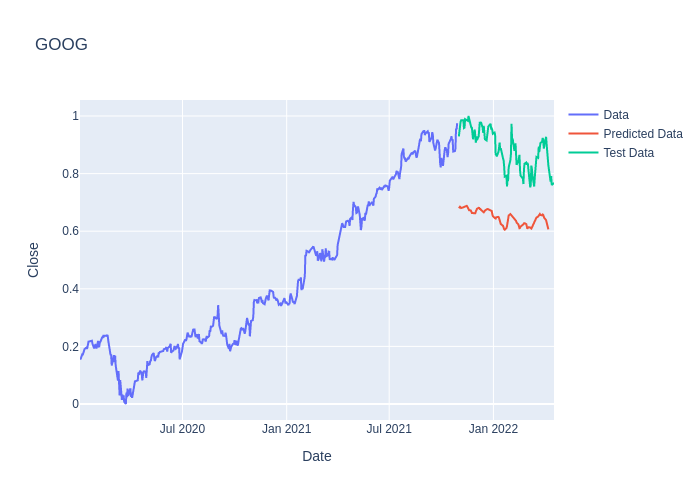 GOOG
Data
Predicted Data
Test Data
1
0.8
0.6
0.4
0.2
0
Close
Jul 2020
Jan 2021
Jul 2021
Jan 2022
Date